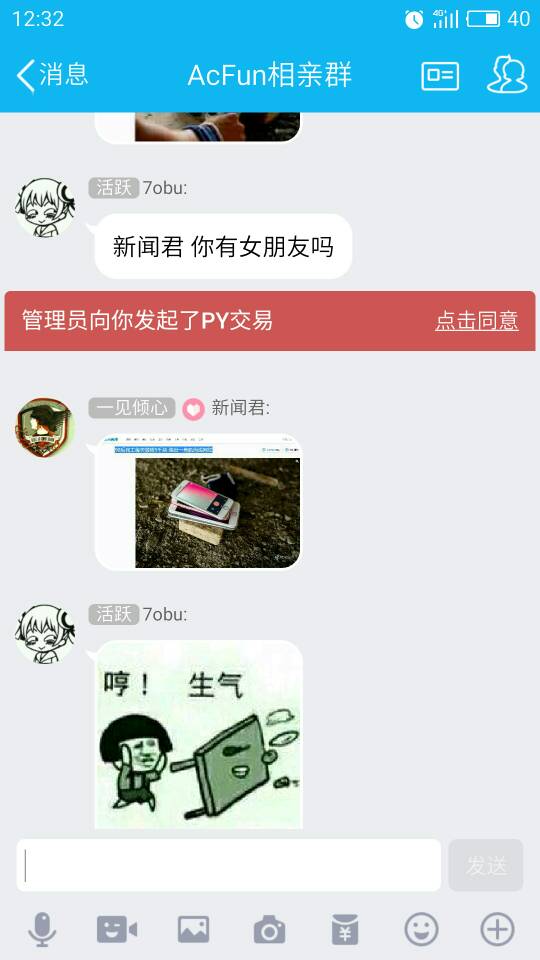 12:32
4G
40
消息
AcFun相亲群
活跃 7obu:
新闻君 你有女朋友吗
管理员向你发起了PY交易 点击同意
一见倾心 新闻君:
活跃 7obu:
哼！ 生气
发送